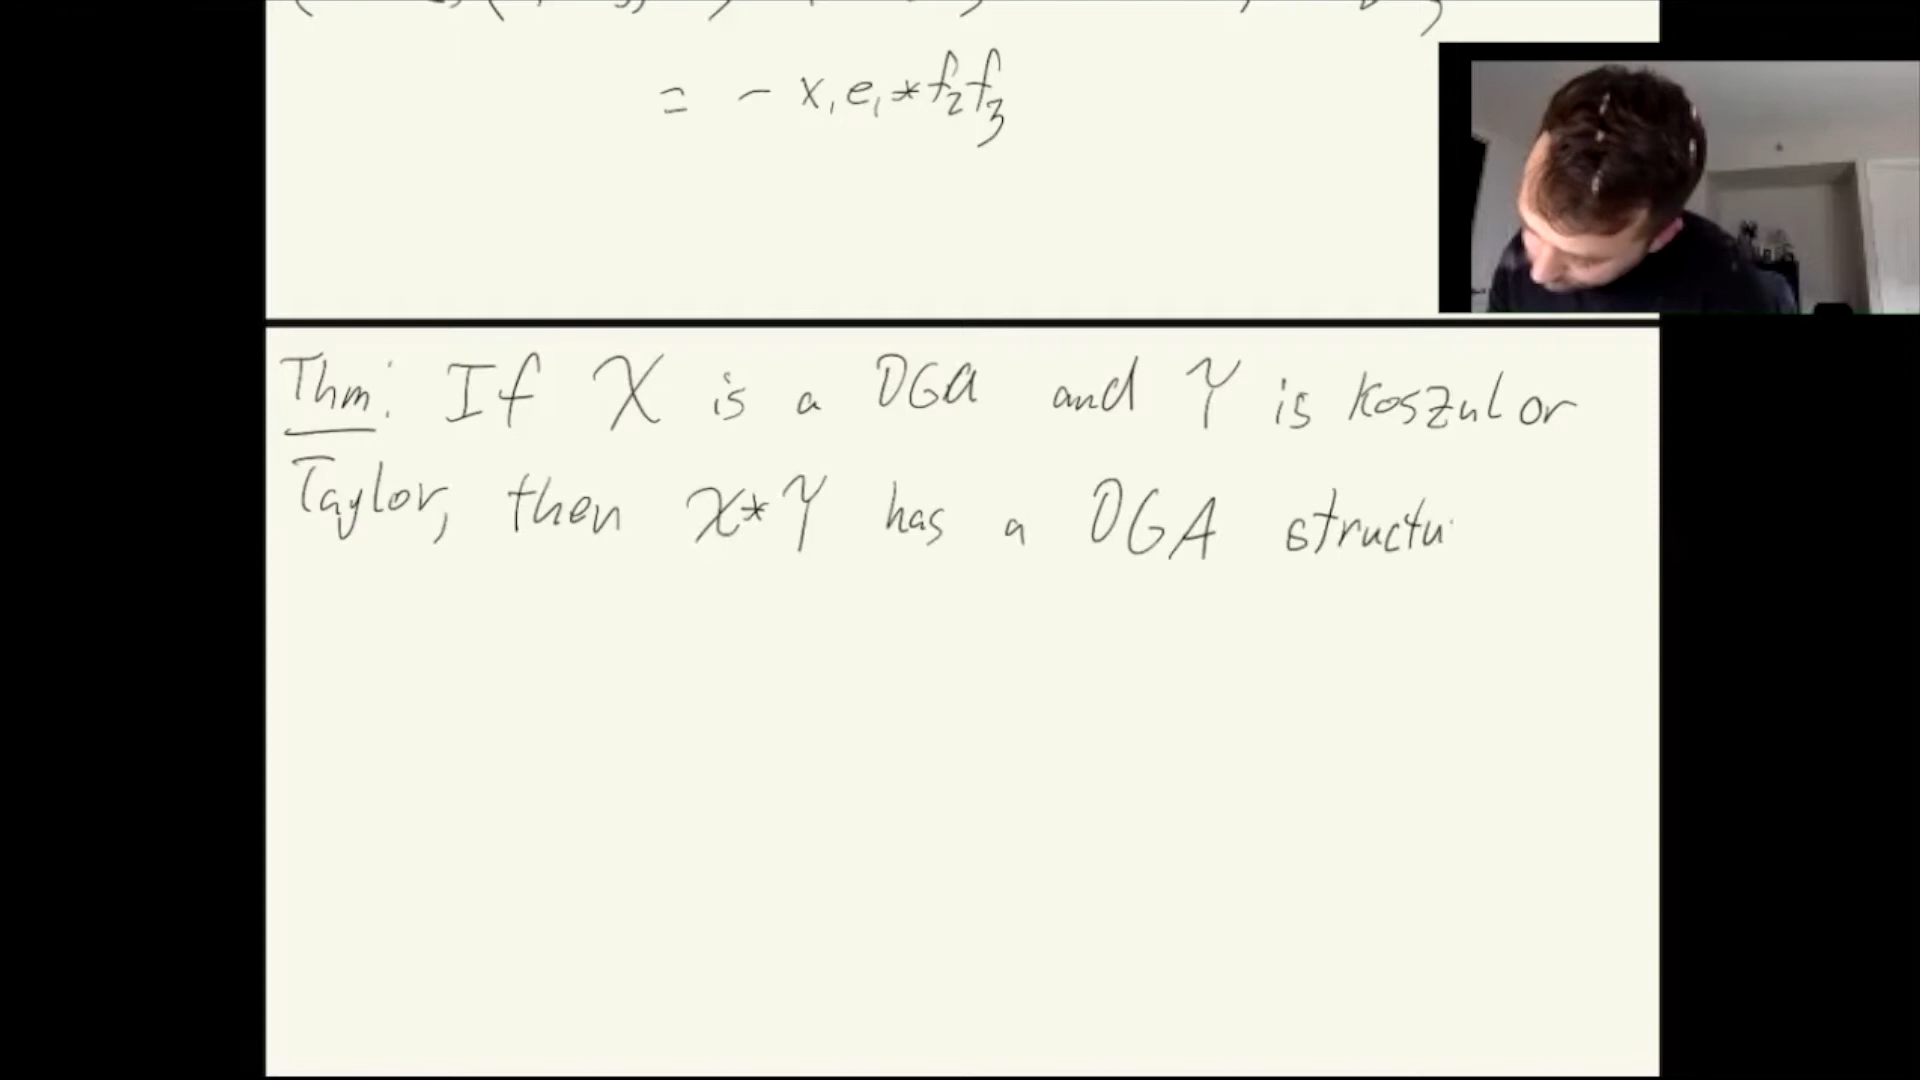 = - x₁e₁*f₂f₃
Thm: If X is a DGA and Y is Koszul or
Taylor, then X*Y has a DGA structu